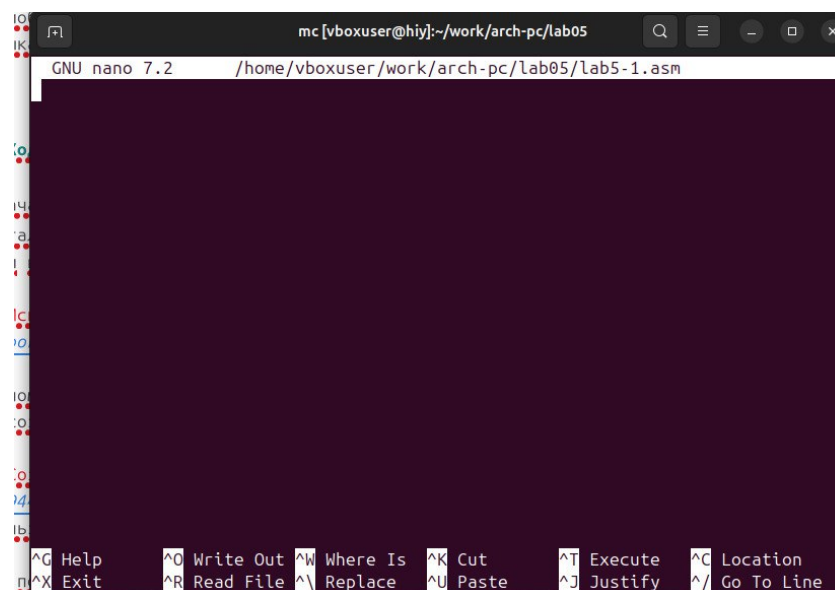 mc [vboxuser@hiy]:~/work/arch-pc/lab05
GNU nano 7.2 /home/vboxuser/work/arch-pc/lab05/lab5-1.asm
^G Help ^O Write Out ^W Where Is ^K Cut ^T Execute ^C Location
^X Exit ^R Read File ^\ Replace ^U Paste ^J Justify ^/ Go To Line